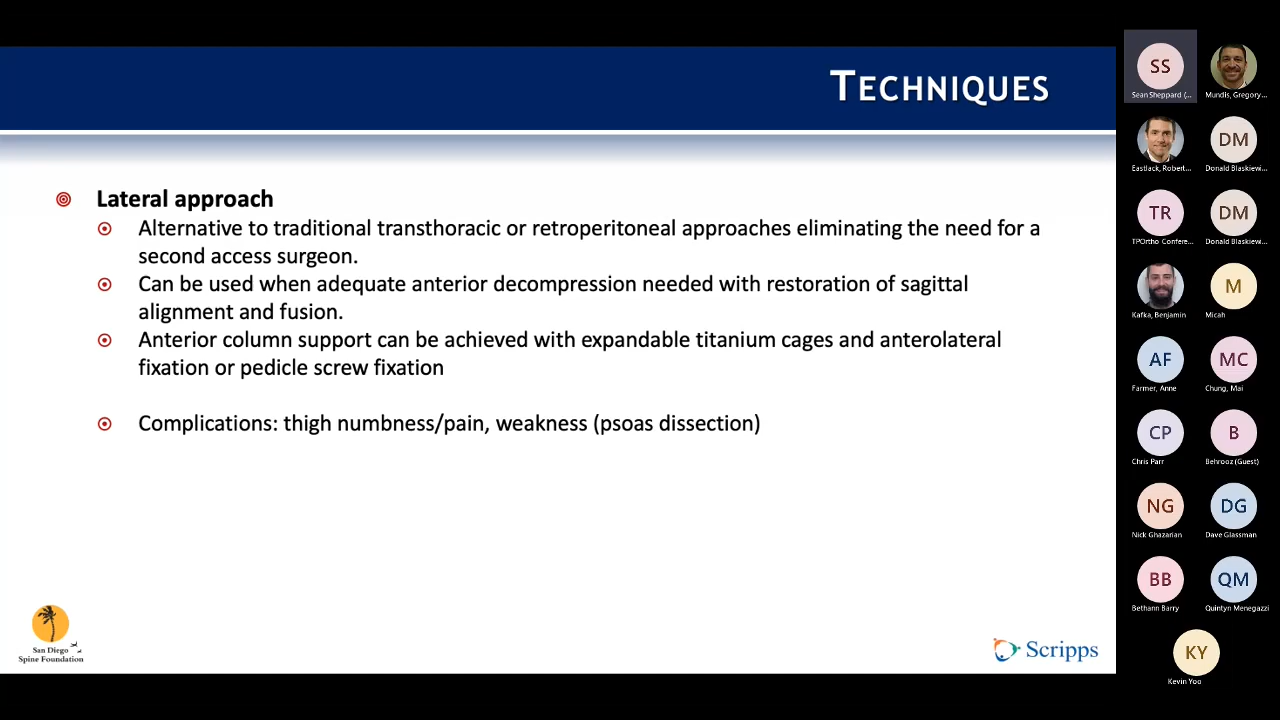 TECHNIQUES
Lateral approach
Alternative to traditional transthoracic or retroperitoneal approaches eliminating the need for a
second access surgeon.
Can be used when adequate anterior decompression needed with restoration of sagittal
alignment and fusion.
Anterior column support can be achieved with expandable titanium cages and anterolateral
fixation or pedicle screw fixation
Complications: thigh numbness/pain, weakness (psoas dissection)
San Diego
Spine Foundation
Scripps
SS
Sean Sheppard (...
Mundis, Gregory...
Eastlack, Robert...
DM
Donald Blaskiewi...
TR
TPOrtho Confere...
DM
Donald Blaskiewi...
Kafka, Benjamin
M
Micah
AF
Farmer, Anne
MC
Chung, Mai
CP
Chris Parr
B
Behrooz (Guest)
NG
Nick Ghazarian
DG
Dave Glassman
BB
Bethann Barry
QM
Quintyn Menegazzi
KY
Kevin Yoo